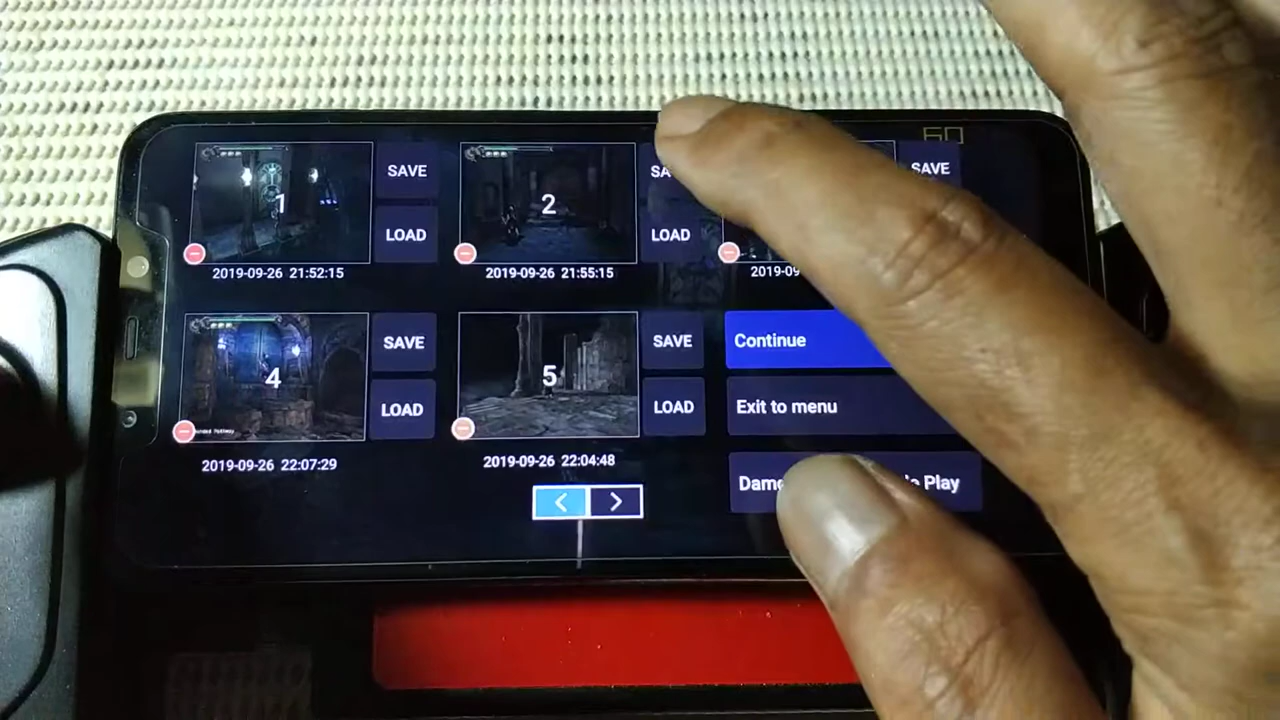 60
1
SAVE
LOAD
2019-09-26 21:52:15
2
LOAD
2019-09-26 21:55:15
SAVE
4
SAVE
LOAD
2019-09-26 22:07:29
5
SAVE
LOAD
2019-09-26 22:04:48
Continue
Exit to menu
Play
< >